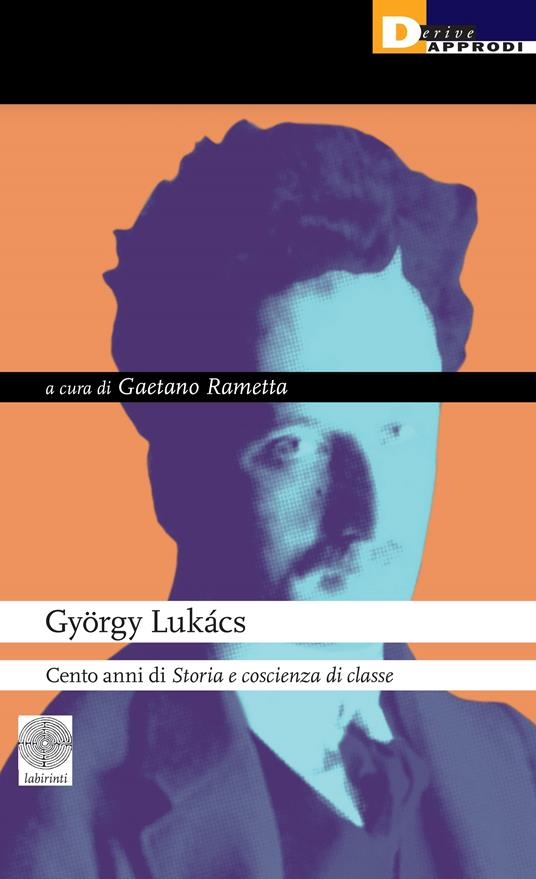 Derive
APPRODI
a cura di Gaetano Rametta
György Lukács
Cento anni di Storia e coscienza di classe
labirinti